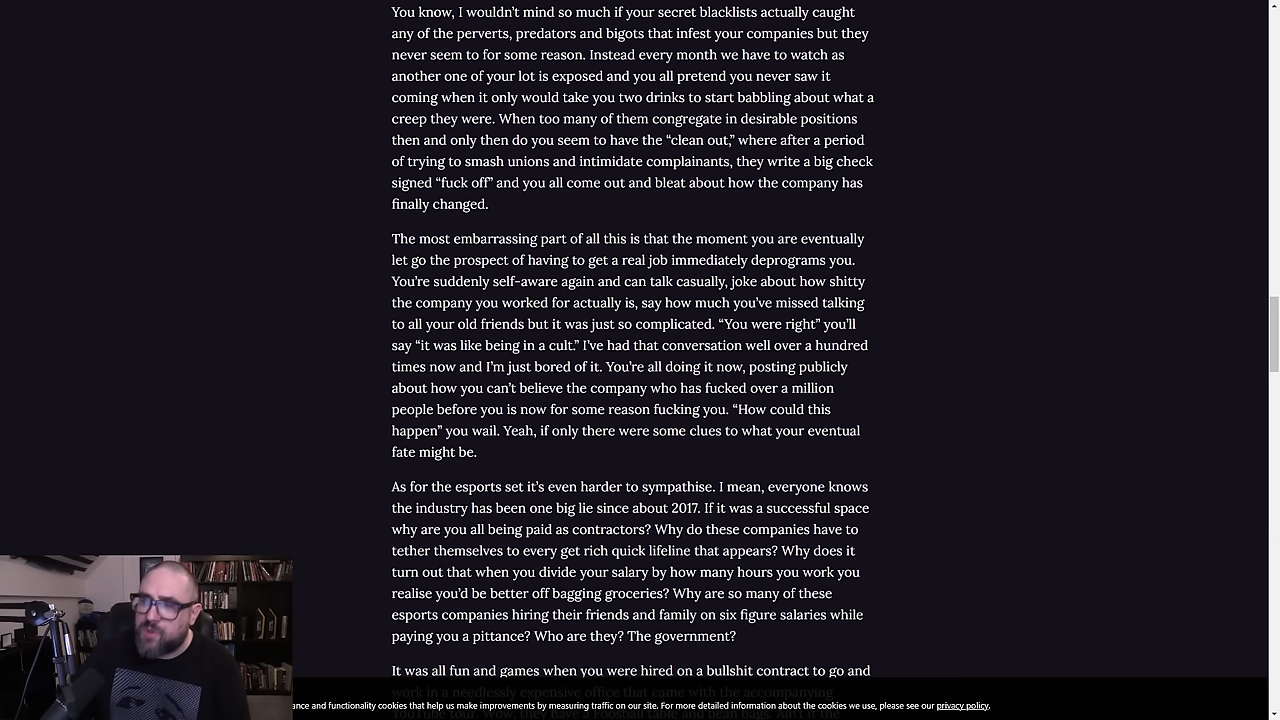 You know, I wouldn’t mind so much if your secret blacklists actually caught
any of the perverts, predators and bigots that infest your companies but they
never seem to for some reason. Instead every month we have to watch as
another one of your lot is exposed and you all pretend you never saw it
coming when it only would take you two drinks to start babbling about what a
creep they were. When too many of them congregate in desirable positions
then and only then do you seem to have the “clean out,” where after a period
of trying to smash unions and intimidate complainants, they write a big check
signed “fuck off” and you all come out and bleat about how the company has
finally changed.
The most embarrassing part of all this is that the moment you are eventually
let go the prospect of having to get a real job immediately deprograms you.
You’re suddenly self-aware again and can talk casually, joke about how shitty
the company you worked for actually is, say how much you’ve missed talking
to all your old friends but it was just so complicated. “You were right” you’ll
say “it was like being in a cult.” I’ve had that conversation well over a hundred
times now and I’m just bored of it. You’re all doing it now, posting publicly
about how you can’t believe the company who has fucked over a million
people before you is now for some reason fucking you. “How could this
happen” you wail. Yeah, if only there were some clues to what your eventual
fate might be.
As for the esports set it’s even harder to sympathise. I mean, everyone knows
the industry has been one big lie since about 2017. If it was a successful space
why are you all being paid as contractors? Why do these companies have to
tether themselves to every get rich quick lifeline that appears? Why does it
turn out that when you divide your salary by how many hours you work you
realise you’d be better off bagging groceries? Why are so many of these
esports companies hiring their friends and family on six figure salaries while
paying you a pittance? Who are they? The government?
It was all fun and games when you were hired on a bullshit contract to go and
work in a needlessly expensive office that came with the accompanying
ance and functionality cookies that help us make improvements by measuring traffic on our site. For more detailed information about the cookies we use, please see our privacy policy.